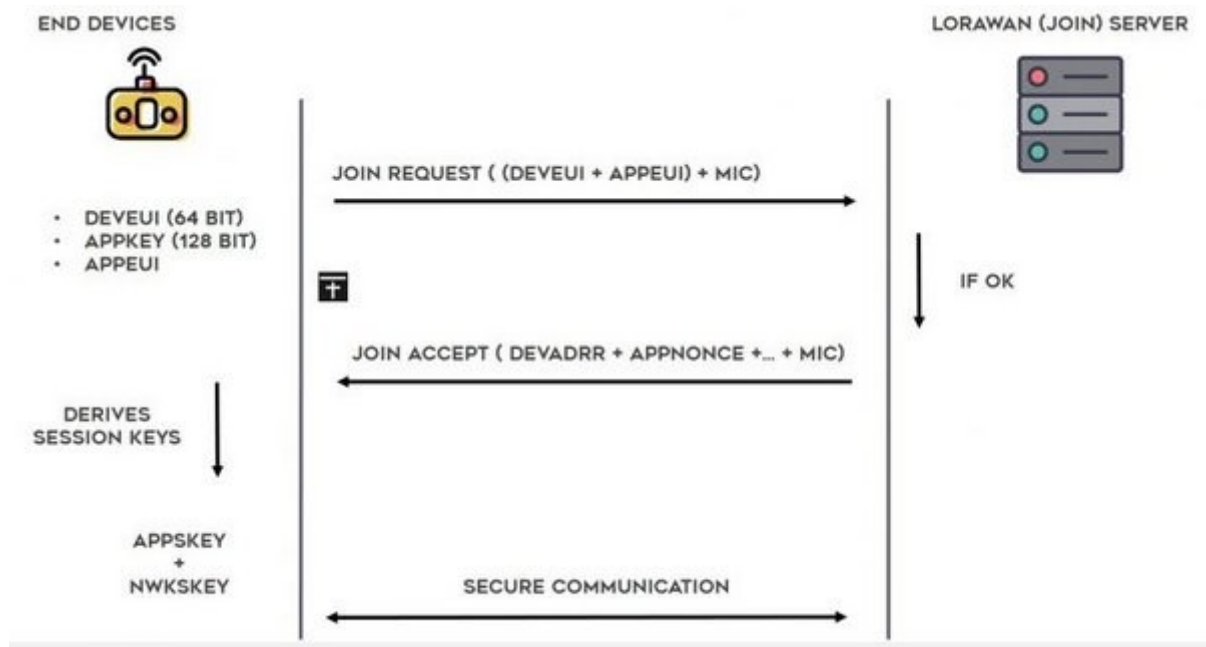 END DEVICES
LORAWAN (JOIN) SERVER
JOIN REQUEST ( (DEVEUI + APPEUI) + MIC)
• DEVEUI (64 BIT)
• APPKEY (128 BIT)
• APPEUI
IF OK
JOIN ACCEPT ( DEVADRR + APPNONCE +... + MIC)
DERIVES
SESSION KEYS
APPSKEY
+
NWKSKEY
SECURE COMMUNICATION